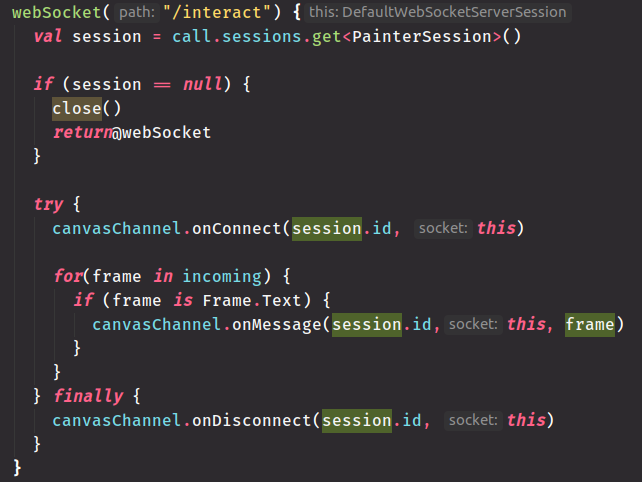 webSocket( path: "/interact") { this: DefaultWebSocketServerSession
val session = call.sessions.get<PainterSession>()
if (session == null) {
close()
return@webSocket
}
try {
canvasChannel.onConnect(session.id, socket: this)
for(frame in incoming) {
if (frame is Frame.Text) {
canvasChannel.onMessage(session.id, socket: this, frame)
}
}
} finally {
canvasChannel.onDisconnect(session.id, socket: this)
}
}